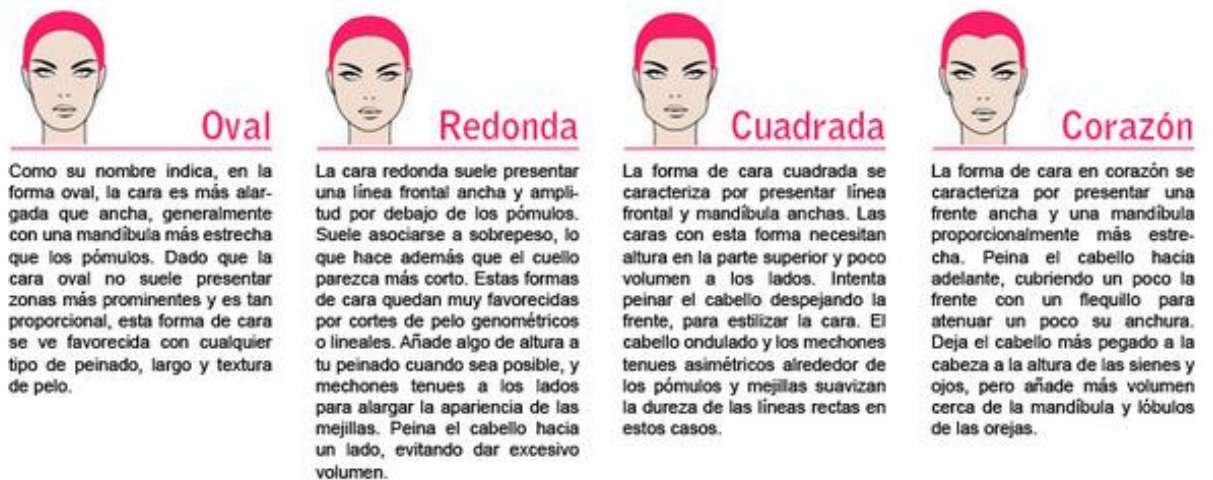 Oval
Como su nombre indica, en la
forma oval, la cara es más alar-
gada que ancha, generalmente
con una mandíbula más estrecha
que los pómulos. Dado que la
cara oval no suele presentar
zonas más prominentes y es tan
proporcional, esta forma de cara
se ve favorecida con cualquier
tipo de peinado, largo y textura
de pelo.
Redonda
La cara redonda suele presentar
una línea frontal ancha y ampli-
tud por debajo de los pómulos.
Suele asociarse a sobrepeso, lo
que hace además que el cuello
parezca más corto. Estas formas
de cara quedan muy favorecidas
por cortes de pelo genométricos
o lineales. Añade algo de altura a
tu peinado cuando sea posible, y
mechones tenues a los lados
para alargar la apariencia de las
mejillas. Peina el cabello hacia
un lado, evitando dar excesivo
volumen.
Cuadrada
La forma de cara cuadrada se
caracteriza por presentar línea
frontal y mandíbula anchas. Las
caras con esta forma necesitan
altura en la parte superior y poco
volumen a los lados. Intenta
peinar el cabello despejando la
frente, para estilizar la cara. El
cabello ondulado y los mechones
tenues asimétricos alrededor de
los pómulos y mejillas suavizan
la dureza de las líneas rectas en
estos casos.
Corazón
La forma de cara en corazón se
caracteriza por presentar una
frente ancha y una mandíbula
proporcionalmente más estre-
cha. Peina el cabello hacia
adelante, cubriendo un poco la
frente con un flequillo para
atenuar un poco su anchura.
Deja el cabello más pegado a la
cabeza a la altura de las sienes y
ojos, pero añade más volumen
cerca de la mandíbula y lóbulos
de las orejas.